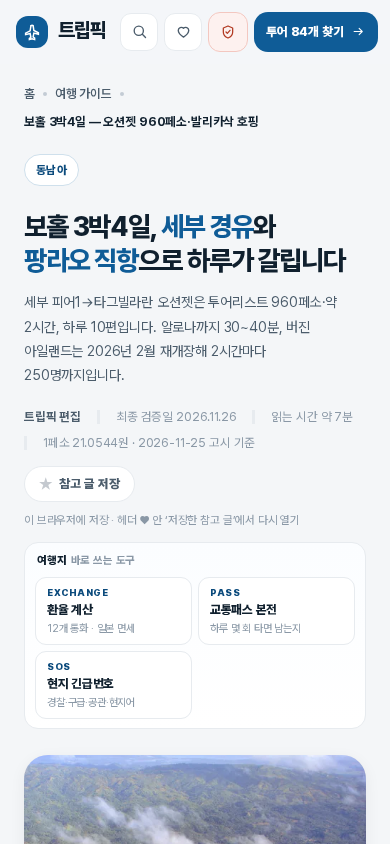 트립픽
투어 84개 찾기 →
홈 • 여행 가이드 •
보홀 3박4일 — 오션젯 960페소·발리카삭 호핑
동남아
보홀 3박4일, 세부 경유와
팡라오 직항으로 하루가 갈립니다
세부 피어1→타그빌라란 오션젯은 투어리스트 960페소·약
2시간, 하루 10편입니다. 알로나까지 30~40분, 버진
아일랜드는 2026년 2월 재개장해 2시간마다
250명까지입니다.
트립픽 편집 | 최종 검증일 2026.11.26 | 읽는 시간 약 7분
| 1페소 21.0544원 · 2026-11-25 고시 기준
★ 참고 글 저장
이 브라우저에 저장 · 헤더 ♥ 안 '저장한 참고 글'에서 다시 열기
여행지 바로 쓰는 도구
EXCHANGE
환율 계산
12개 통화 · 일본 면세
PASS
교통패스 본전
하루 몇 회 타면 남는지
SOS
현지 긴급번호
경찰·구급·공관·현지어